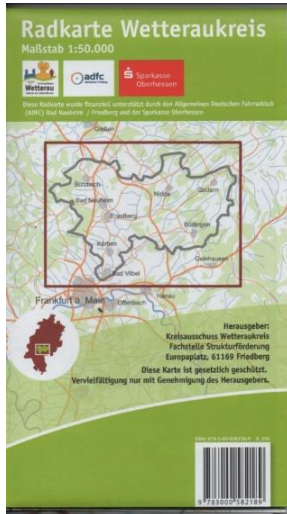 Radkarte Wetteraukreis
Maßstab 1:50.000
Wetterau
adfc
Sparkasse
Oberhessen
Diese Radkarte wurde finanziell unterstützt durch den Allgemeinen Deutschen Fahrradclub
(ADFC) Bad Nauheim / Friedberg und der Sparkasse Oberhessen
Gießen
Butzbach
Nidda
Gedern
Bad Nauheim
Friedberg
Büdingen
Karben
Gelnhausen
Bad Vilbel
Hanau
Frankfurt a. Main
Offenbach
Herausgeber:
Kreisausschuss Wetteraukreis
Fachstelle Strukturförderung
Europaplatz, 61169 Friedberg
Diese Karte ist gesetzlich geschützt.
Vervielfältigung nur mit Genehmigung des Herausgebers.
9 783000 582189